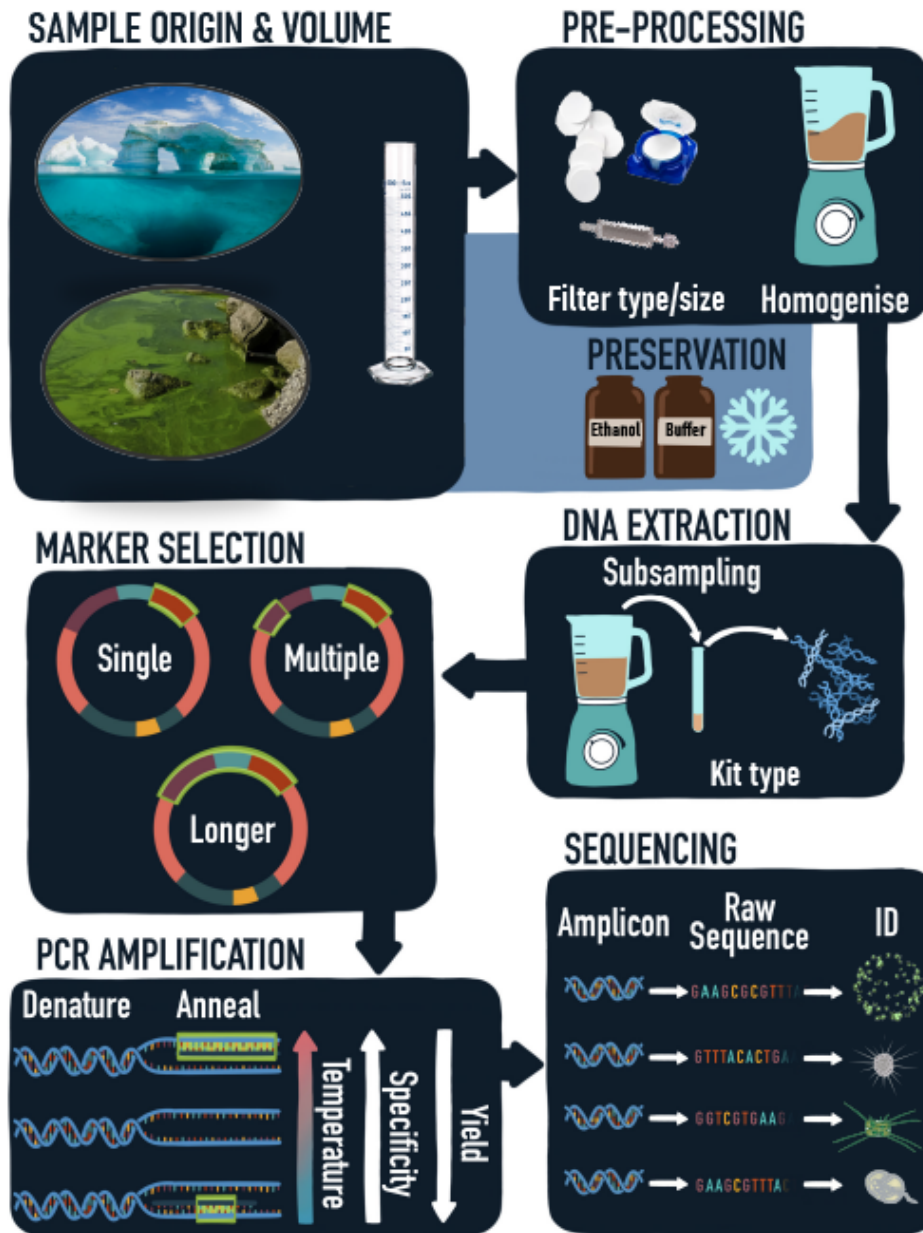 SAMPLE ORIGIN & VOLUME
PRE-PROCESSING
Filter type/size
Homogenise
PRESERVATION
Ethanol
Buffer
DNA EXTRACTION
Subsampling
Kit type
MARKER SELECTION
Single
Multiple
Longer
PCR AMPLIFICATION
Denature
Anneal
Temperature
Specificity
Yield
SEQUENCING
Amplicon
Raw
Sequence
ID
GAAGCGCGTTTA
GTTTACACTGA
GGTCGTGAAG
GAAGCGTTTAC